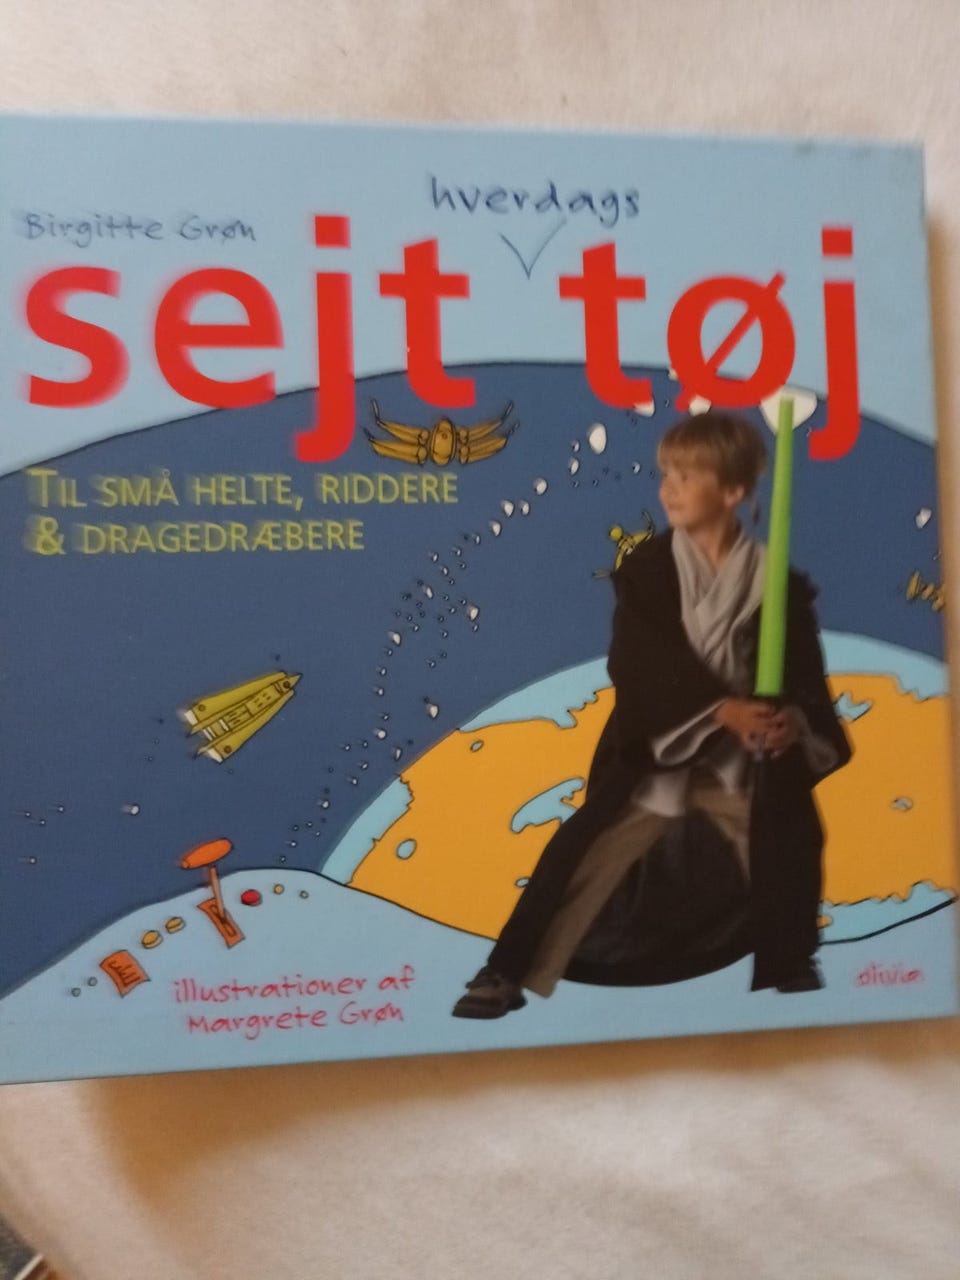 Birgitte Grøn
hverdags
sejt tøj
TIL SMÅ HELTE, RIDDERE
& DRAGEDRÆBERE
illustrationer af
Margrete Grøn
olivia